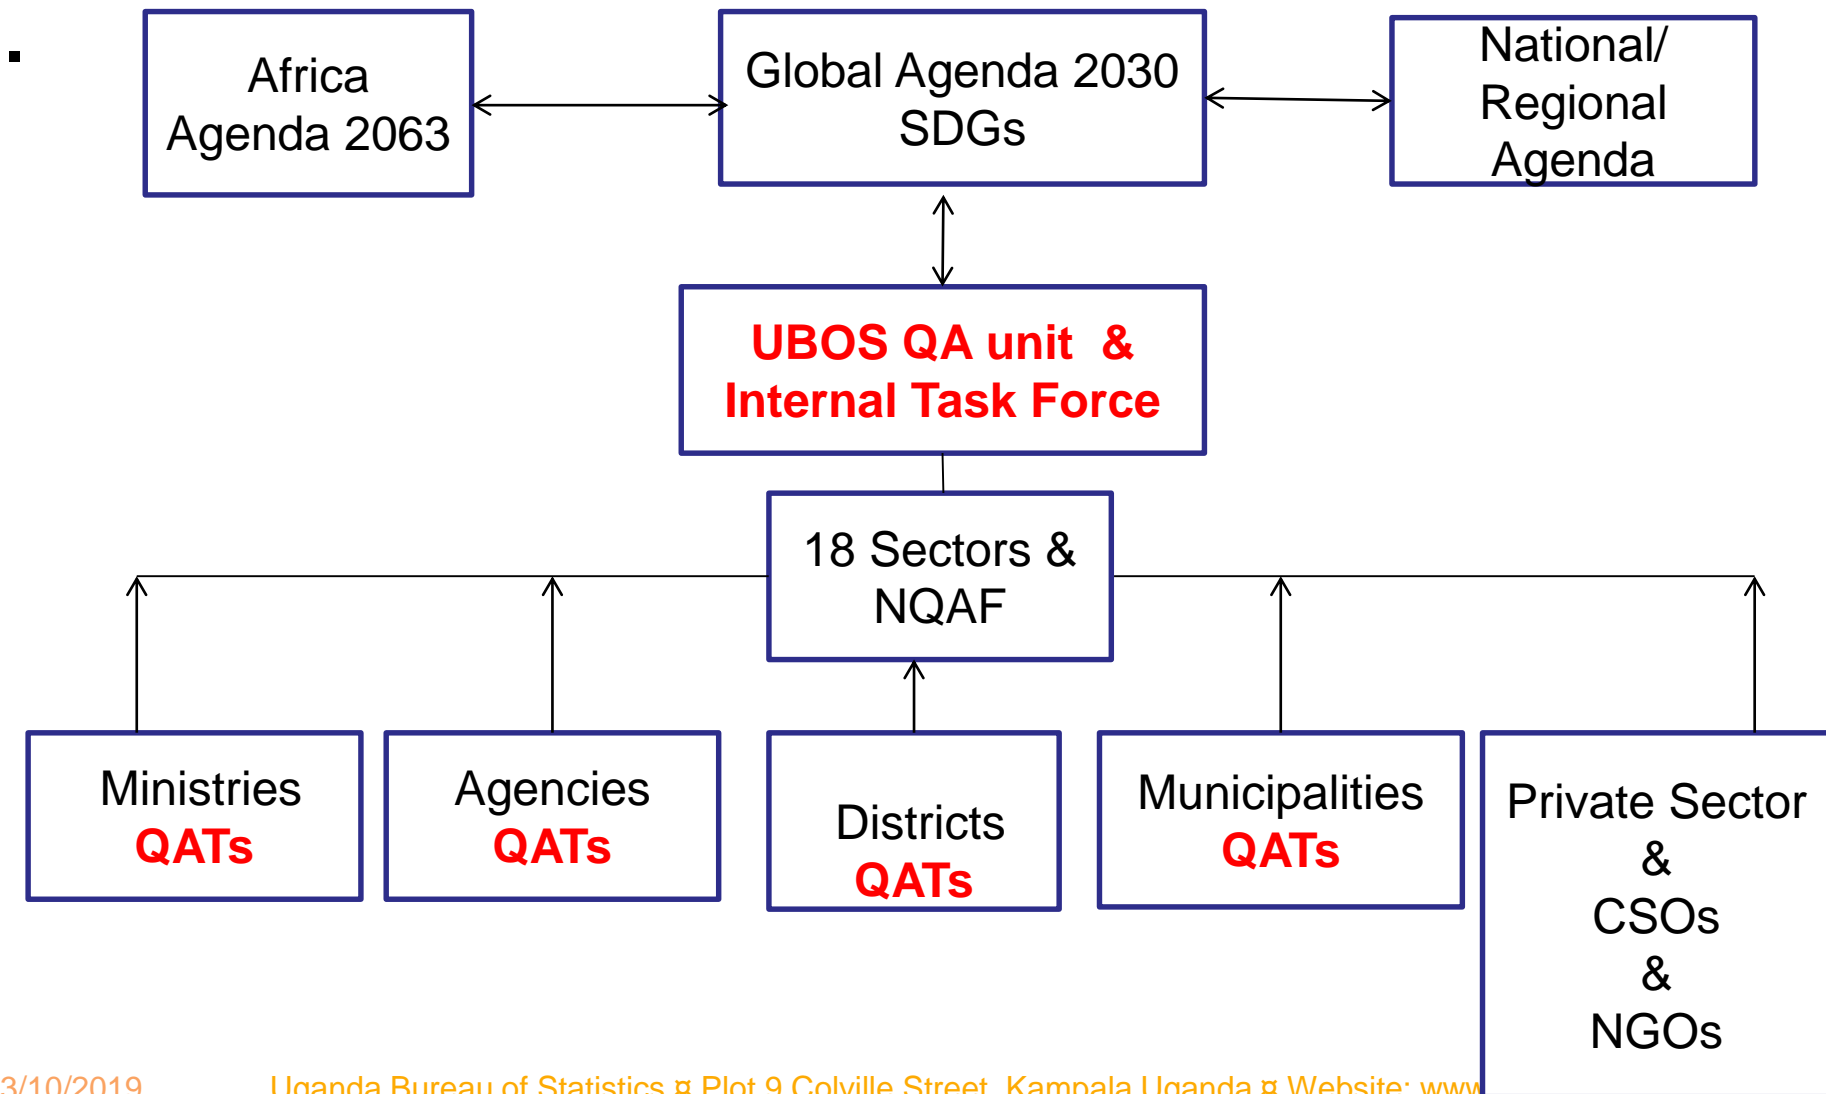 Africa
Agenda 2063
Global Agenda 2030
SDGs
National/
Regional
Agenda
UBOS QA unit &
Internal Task Force
18 Sectors &
NQAF
Ministries
QATs
Agencies
QATs
Districts
QATs
Municipalities
QATs
Private Sector
&
CSOs
&
NGOs
3/10/2019
Uganda Bureau of Statistics ¤ Plot 9 Colville Street, Kampala Uganda ¤ Website: www